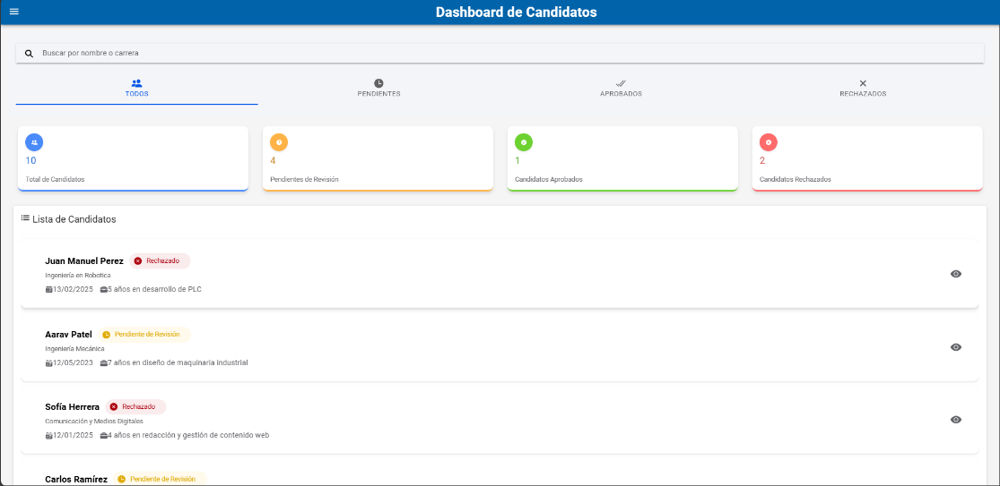 Dashboard de Candidatos
Buscar por nombre o carrera
TODOS
PENDIENTES
APROBADOS
RECHAZADOS
10
Total de Candidatos
4
Pendientes de Revisión
1
Candidatos Aprobados
2
Candidatos Rechazados
Lista de Candidatos
Juan Manuel Perez Rechazado
Ingeniería en Robotica
13/02/2025 5 años en desarrollo de PLC
Aarav Patel Pendiente de Revisión
Ingeniería Mecánica
12/05/2023 7 años en diseño de maquinaria industrial
Sofía Herrera Rechazado
Comunicación y Medios Digitales
12/01/2025 4 años en redacción y gestión de contenido web
Carlos Ramírez Pendiente de Revisión